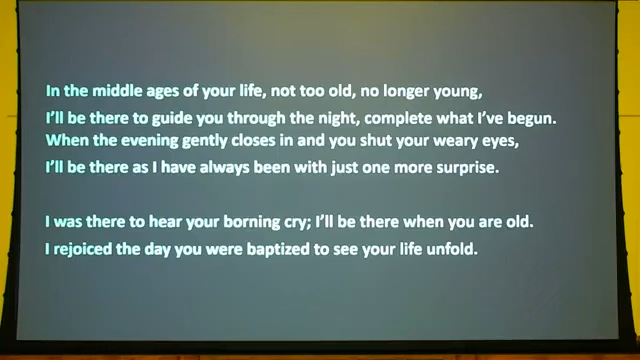 In the middle ages of your life, not too old, no longer young,
I'll be there to guide you through the night, complete what I've begun.
When the evening gently closes in and you shut your weary eyes,
I'll be there as I have always been with just one more surprise.
I was there to hear your borning cry; I'll be there when you are old.
I rejoiced the day you were baptized to see your life unfold.